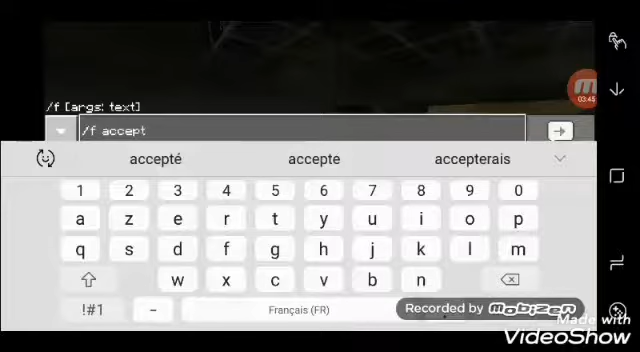 03:45
/f [args: text]
/f accept
accepté accepte accepterais
1 2 3 4 5 6 7 8 9 0
a z e r t y u i o p
q s d f g h j k l m
w x c v b n
!#1 - Français (FR)
Recorded by MOBIZEN
Made with
VideoShow